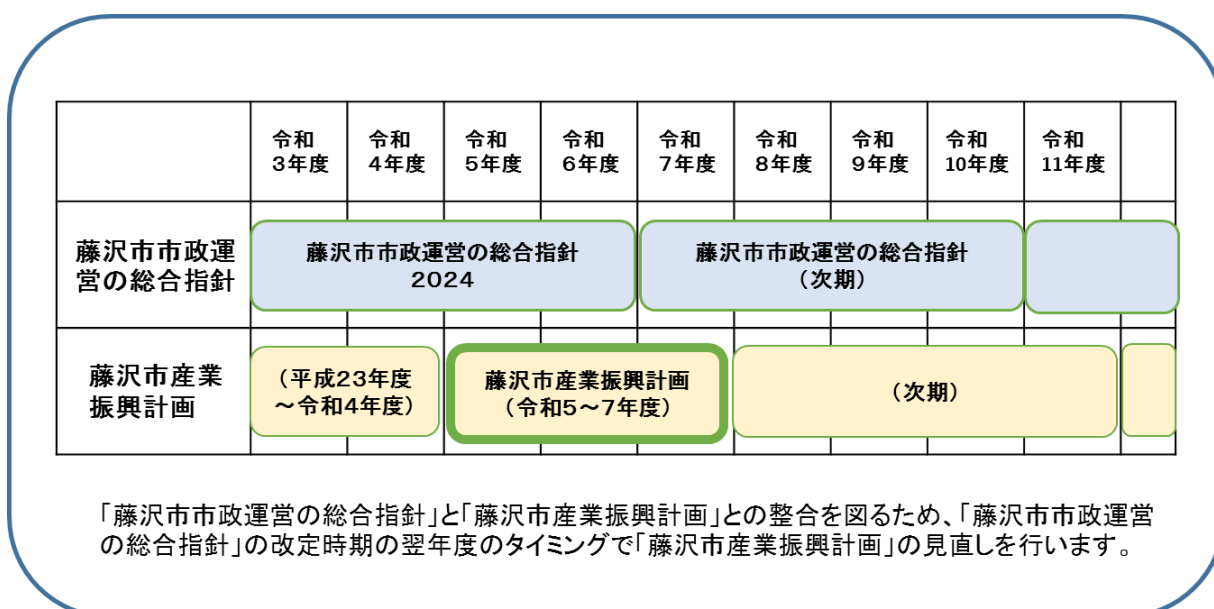 令和
3年度
令和
4年度
令和
5年度
令和
6年度
令和
7年度
令和
8年度
令和
9年度
令和
10年度
令和
11年度
藤沢市市政運
営の総合指針
藤沢市市政運営の総合指針
2024
藤沢市市政運営の総合指針
(次期)
藤沢市産業
振興計画
(平成23年度
~令和4年度)
藤沢市産業振興計画
(令和5~7年度)
(次期)
「藤沢市市政運営の総合指針」と「藤沢市産業振興計画」との整合を図るため、「藤沢市市政運営
の総合指針」の改定時期の翌年度のタイミングで「藤沢市産業振興計画」の見直しを行います。